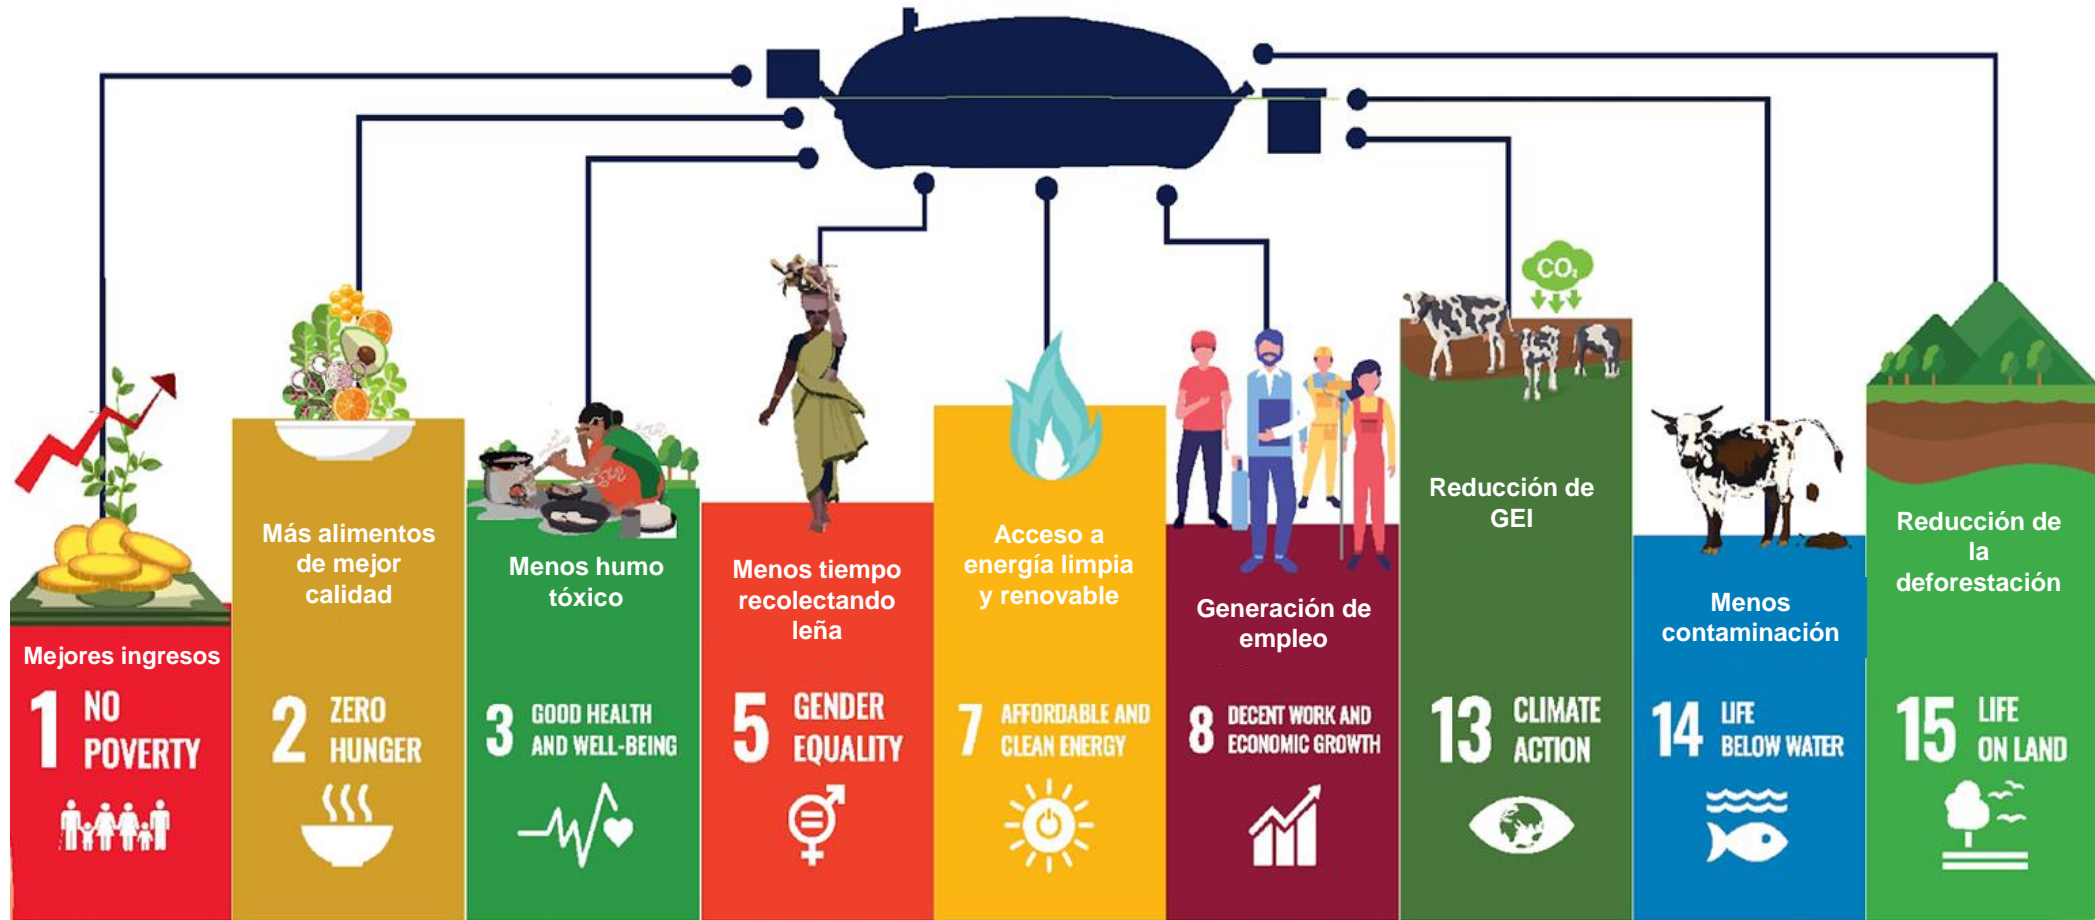 CO₂
Mejores ingresos
1 NO
POVERTY
Más alimentos
de mejor
calidad
2 ZERO
HUNGER
Menos humo
tóxico
3 GOOD HEALTH
AND WELL-BEING
Menos tiempo
recolectando
leña
5 GENDER
EQUALITY
Acceso a
energía limpia
y renovable
7 AFFORDABLE AND
CLEAN ENERGY
Generación de
empleo
8 DECENT WORK AND
ECONOMIC GROWTH
Reducción de
GEI
13 CLIMATE
ACTION
Menos
contaminación
14 LIFE
BELOW WATER
Reducción de
la
deforestación
15 LIFE
ON LAND